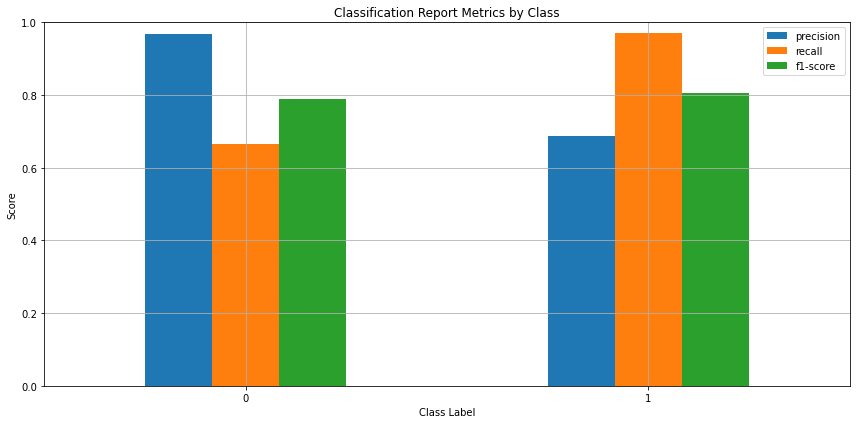 Classification Report Metrics by Class
1.0
0.8
0.6
0.4
0.2
0.0
Score
precision
recall
f1-score
0
1
Class Label